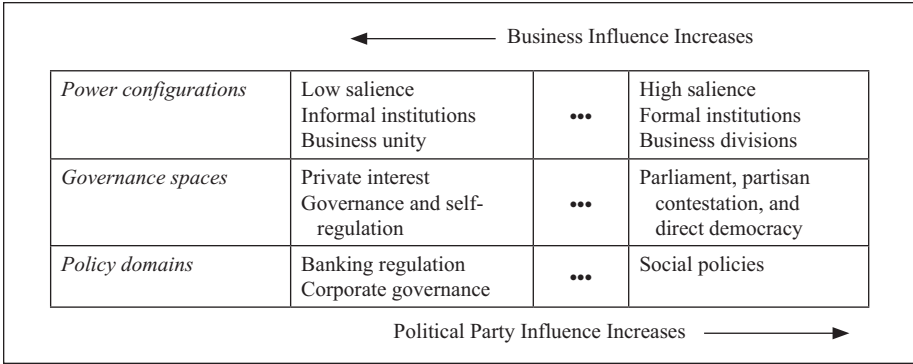 Business Influence Increases
Power configurations
Low salience
Informal institutions
Business unity
•••
High salience
Formal institutions
Business divisions
Governance spaces
Private interest
Governance and self-
regulation
•••
Parliament, partisan
contestation, and
direct democracy
Policy domains
Banking regulation
Corporate governance
•••
Social policies
Political Party Influence Increases